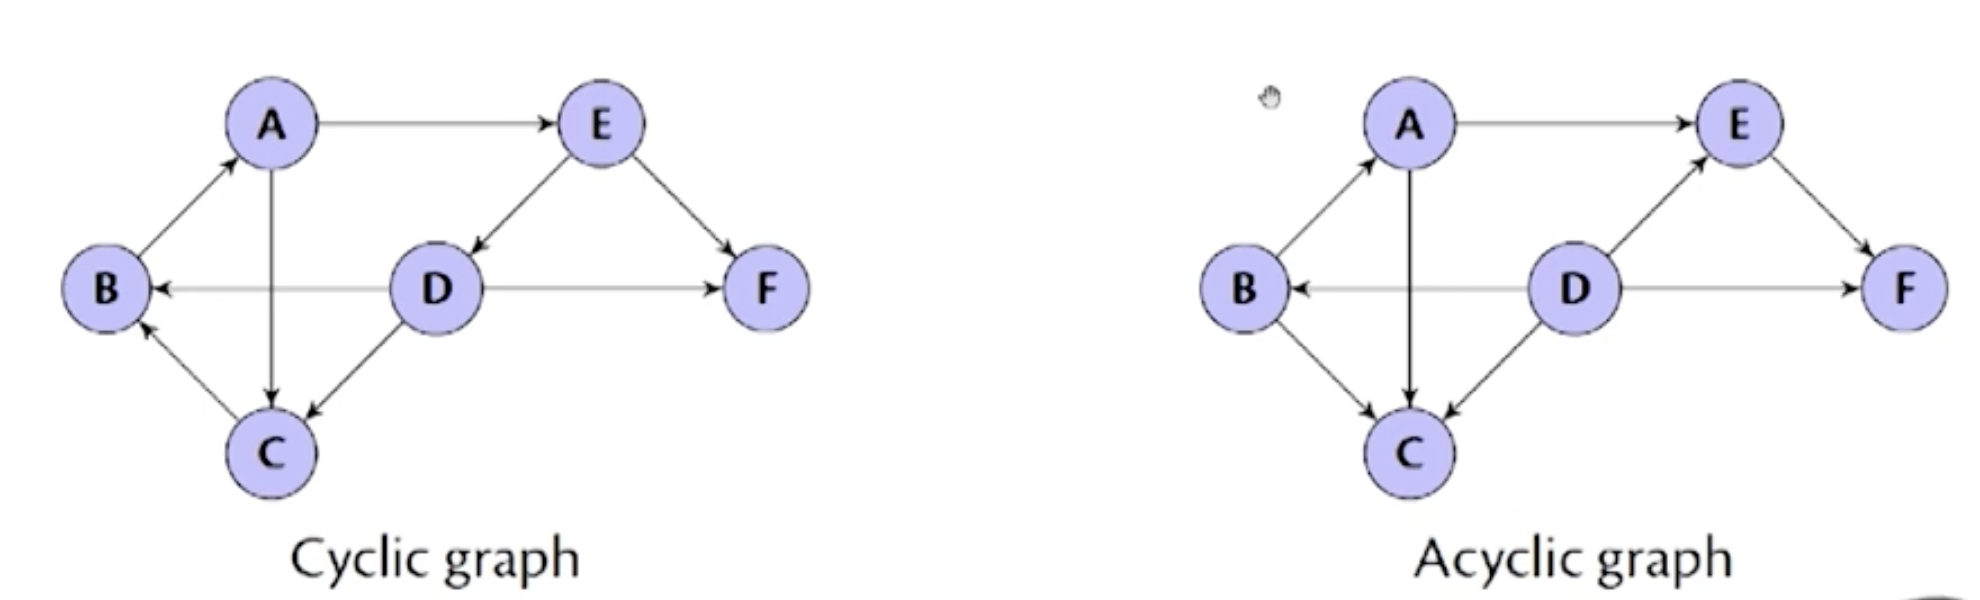 A E
B D F
C
Cyclic graph
A E
B D F
C
Acyclic graph